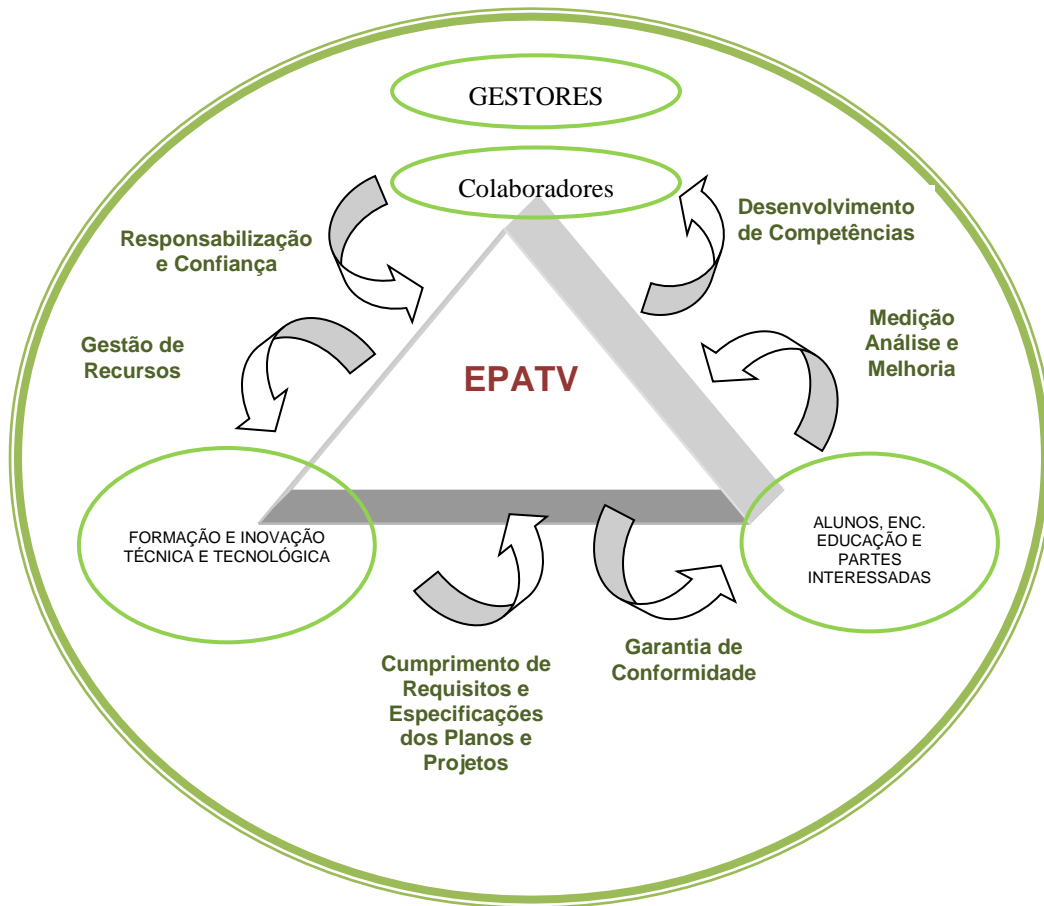 GESTORES
Colaboradores
Responsabilização
e Confiança
Desenvolvimento
de Competências
Gestão de
Recursos
Medição
Análise e
Melhoria
EPATV
FORMAÇÃO E INOVAÇÃO
TÉCNICA E TECNOLÓGICA
ALUNOS, ENC.
EDUCAÇÃO E
PARTES
INTERESSADAS
Cumprimento de
Requisitos e
Especificações
dos Planos e
Projetos
Garantia de
Conformidade